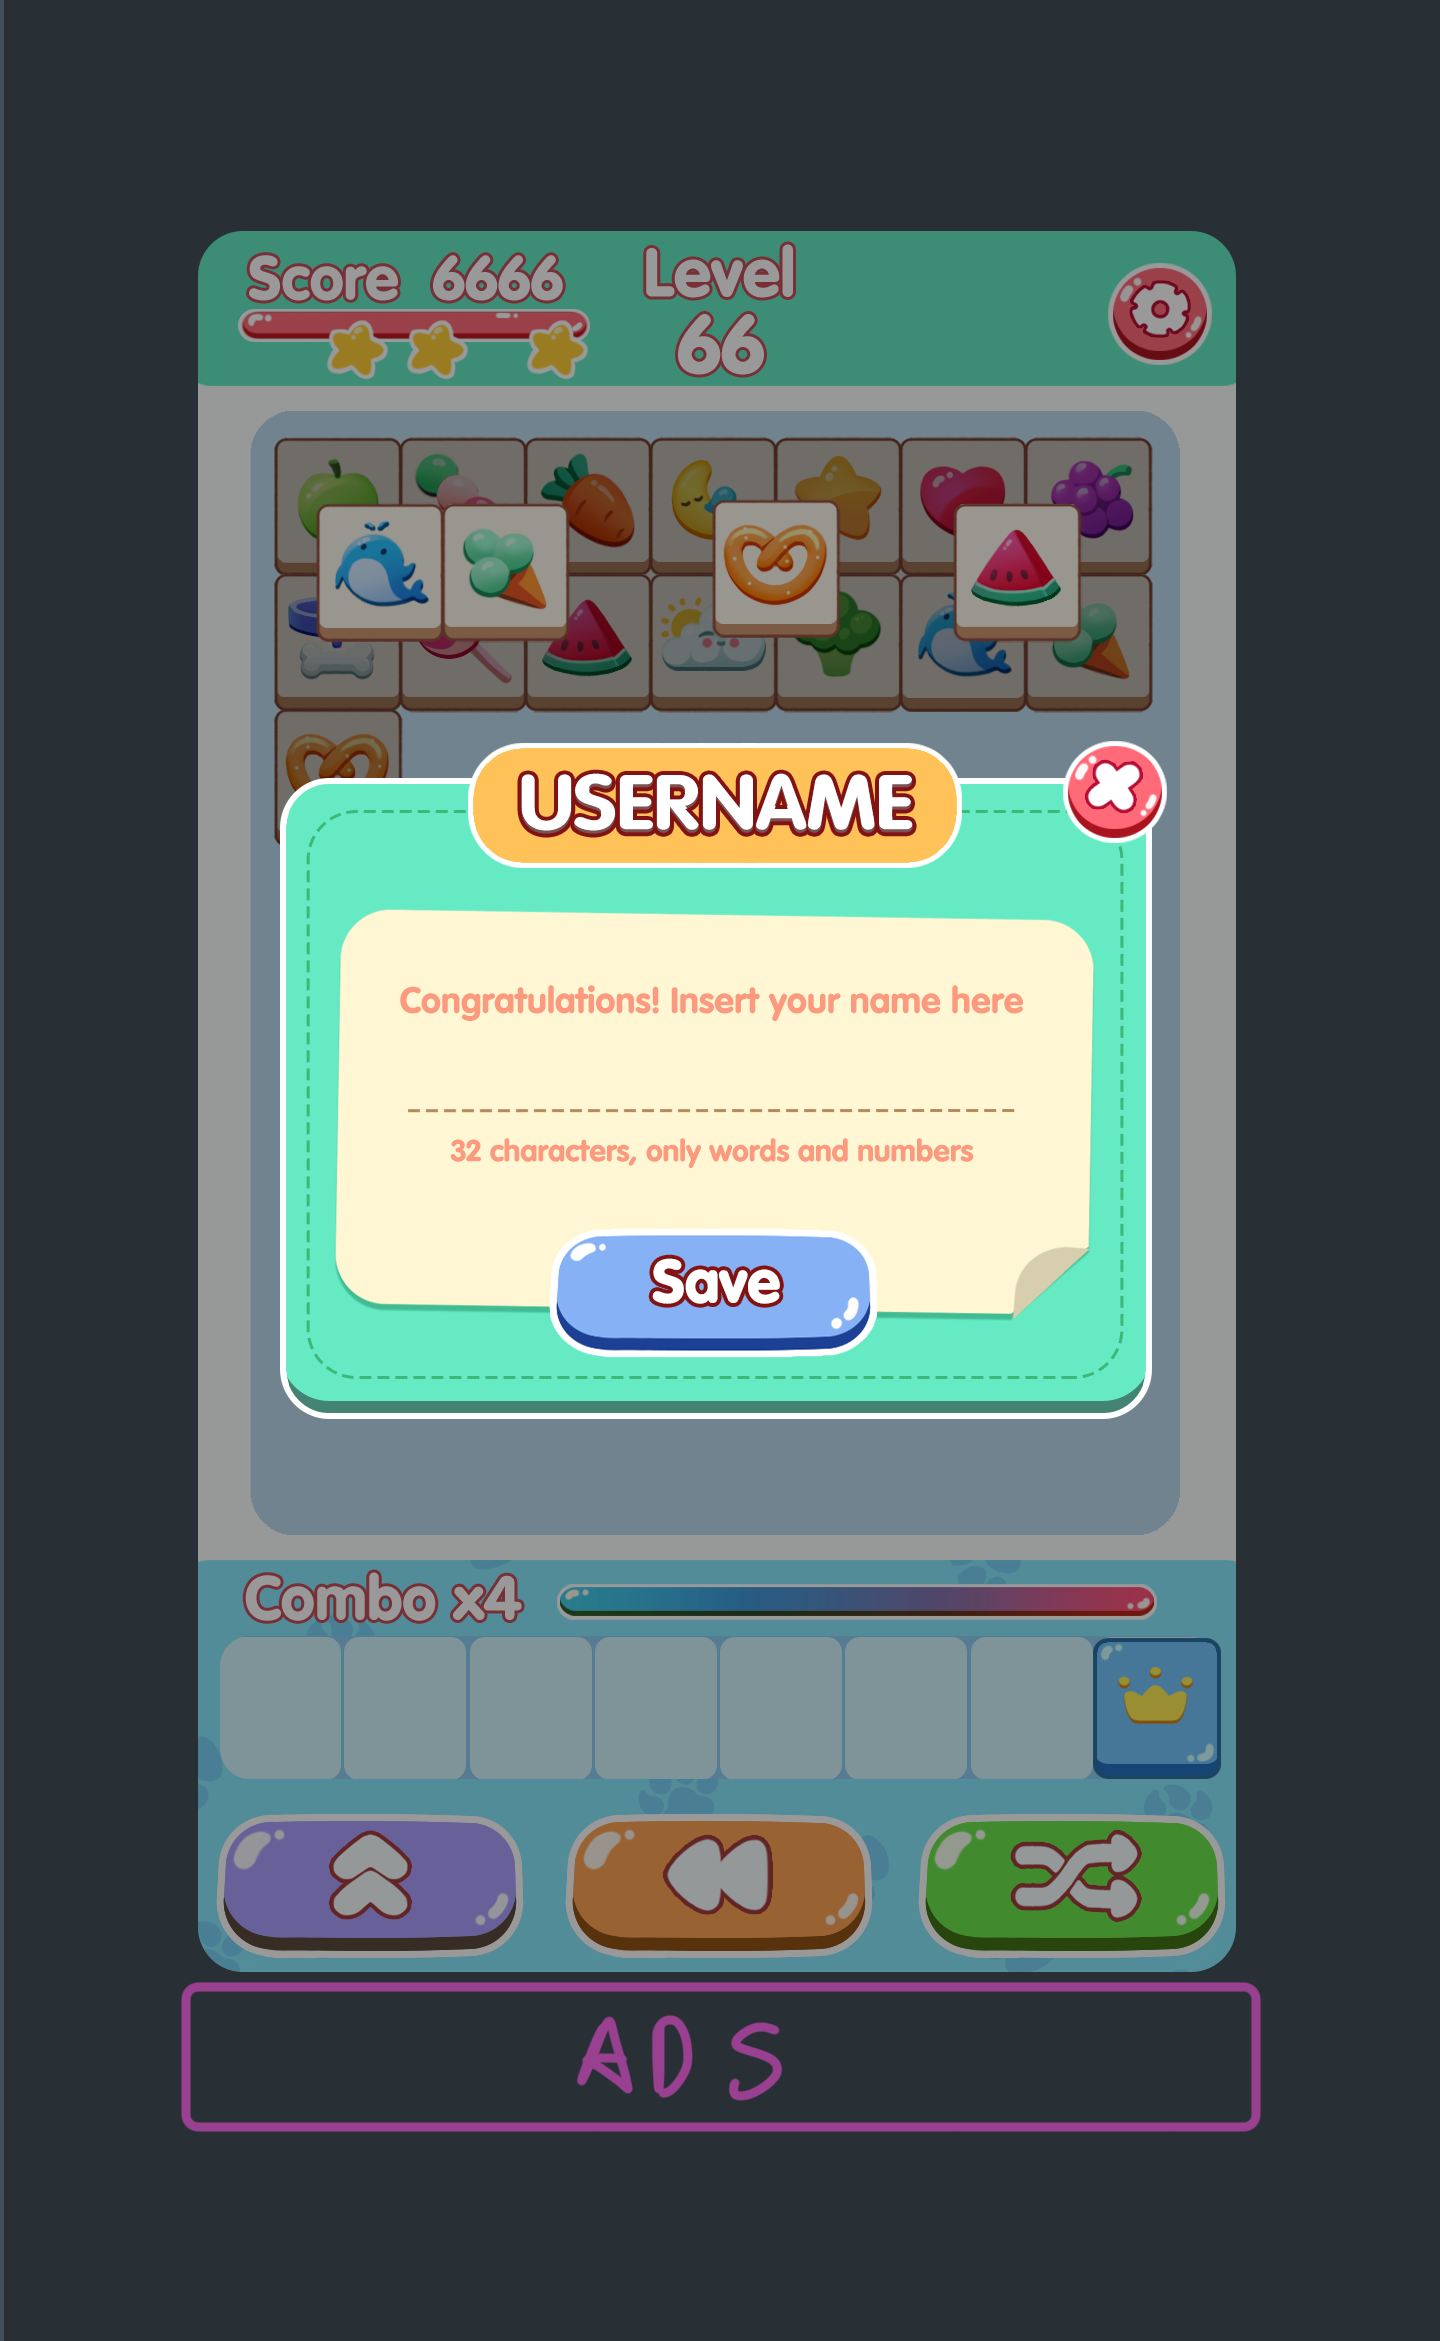 Score 6666
Level
66
USERNAME
Congratulations! Insert your name here
32 characters, only words and numbers
Save
Combo x4
ADS